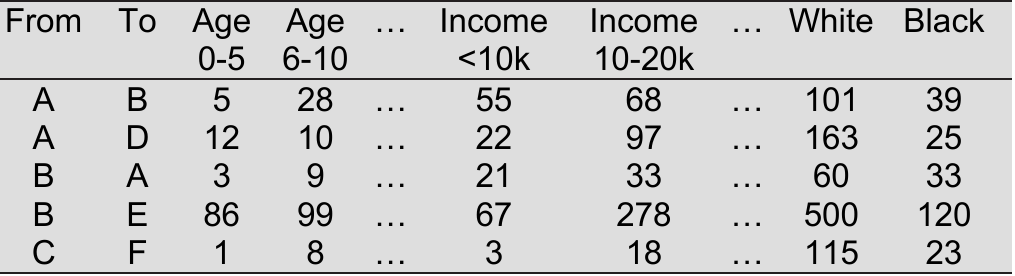 From To Age Age … Income Income … White Black
0-5 6-10 <10k 10-20k
A B 5 28 … 55 68 … 101 39
A D 12 10 … 22 97 … 163 25
B A 3 9 … 21 33 … 60 33
B E 86 99 … 67 278 … 500 120
C F 1 8 … 3 18 … 115 23